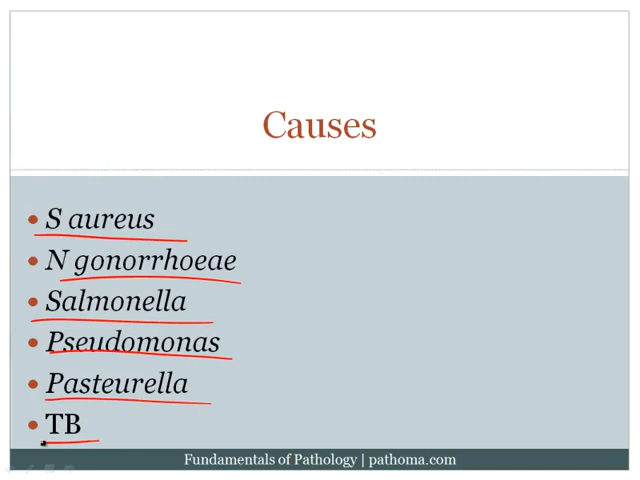 Causes
• S aureus
• N gonorrhoeae
• Salmonella
• Pseudomonas
• Pasteurella
• TB
Fundamentals of Pathology | pathoma.com